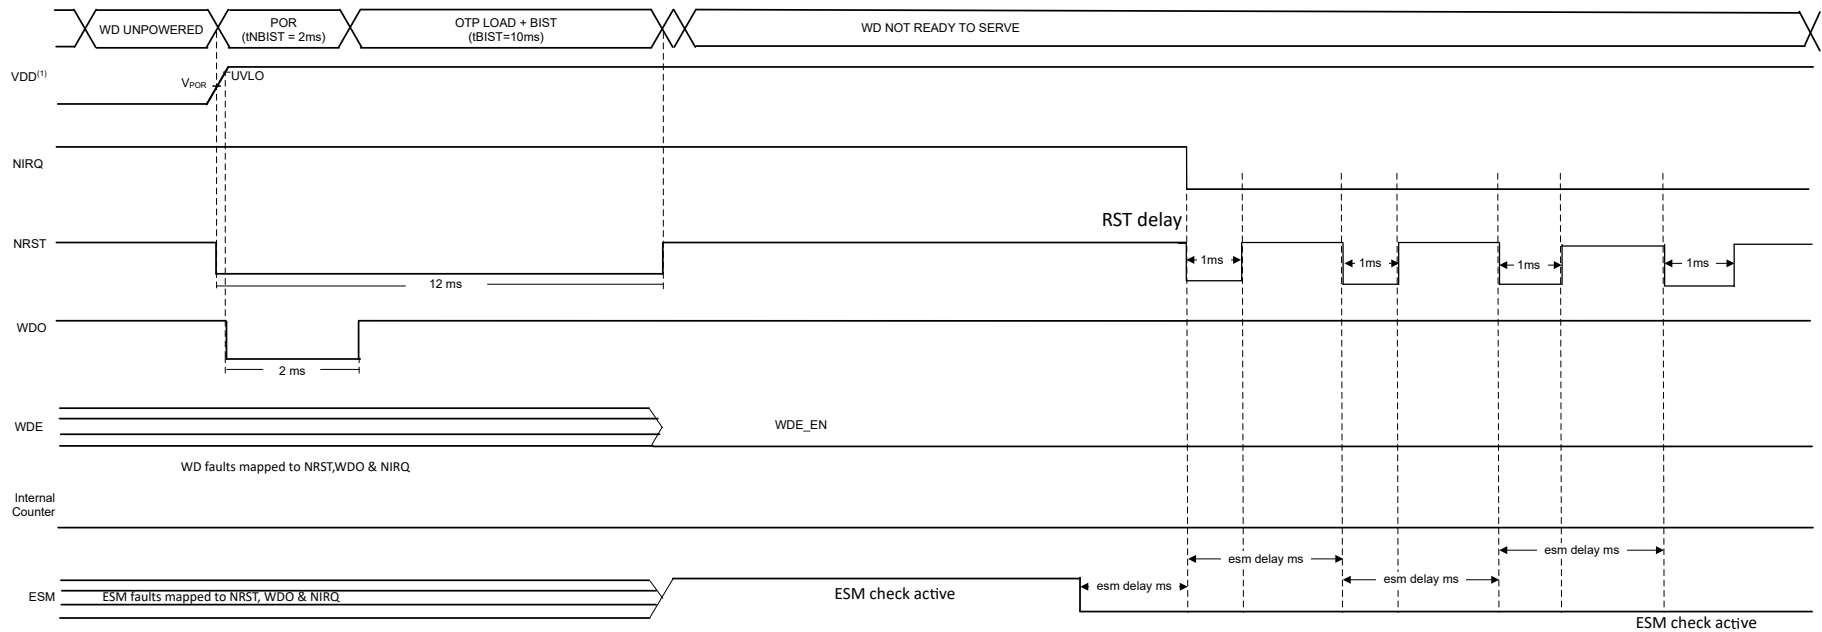 WD UNPOWERED
POR
(tNBIST = 2ms)
OTP LOAD + BIST
(tBIST=10ms)
WD NOT READY TO SERVE
VDD(1)
VPOR
UVLO
NIRQ
RST delay
NRST
12 ms
1ms
1ms
1ms
1ms
WDO
2 ms
WDE
WDE_EN
WD faults mapped to NRST,WDO & NIRQ
Internal
Counter
esm delay ms
esm delay ms
esm delay ms
esm delay ms
ESM
ESM faults mapped to NRST, WDO & NIRQ
ESM check active
ESM check active